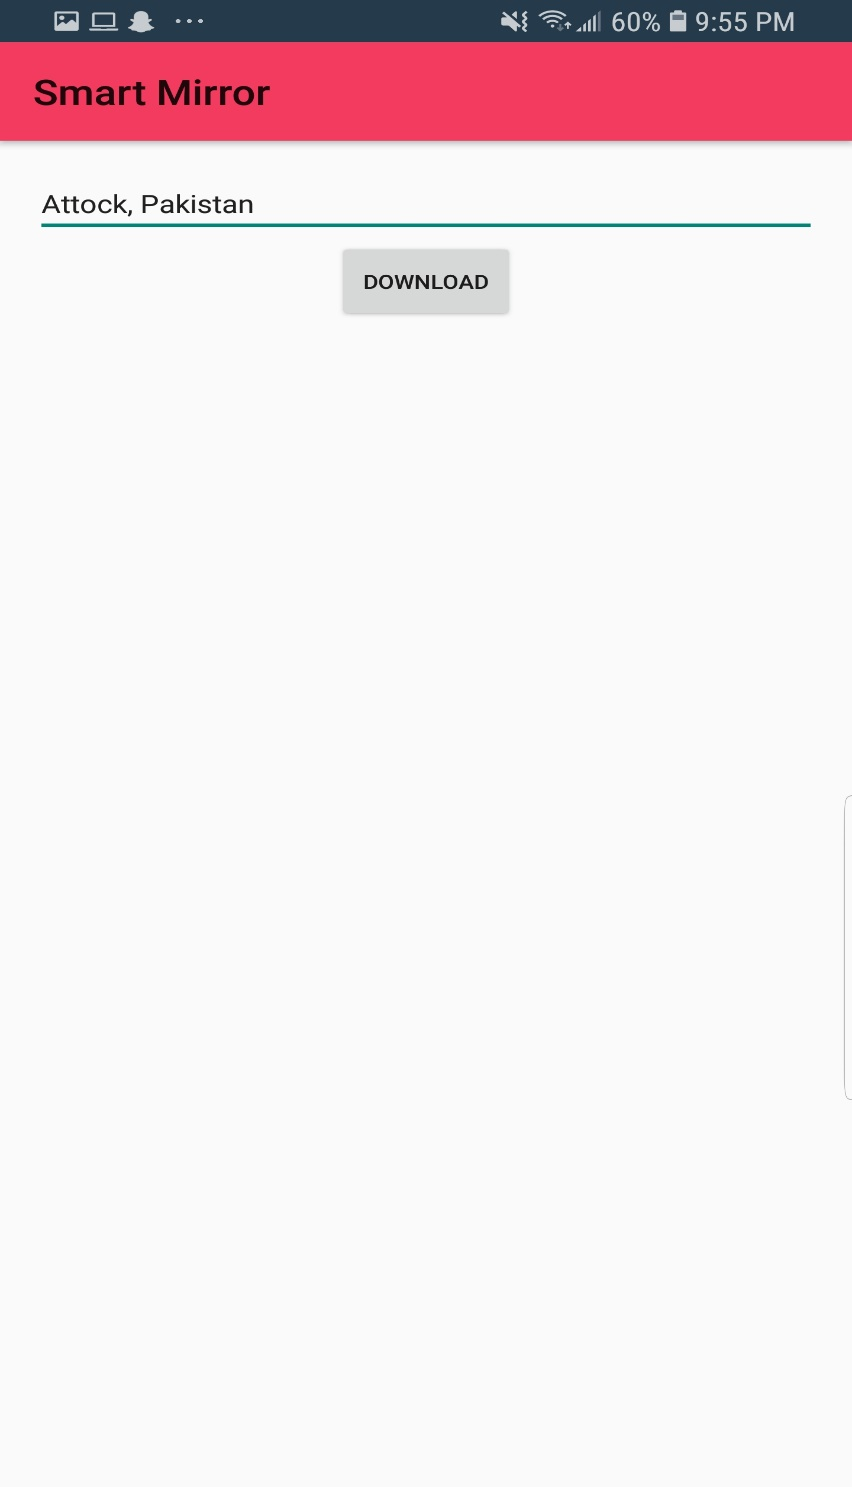 60% 9:55 PM
Smart Mirror
Attock, Pakistan
DOWNLOAD